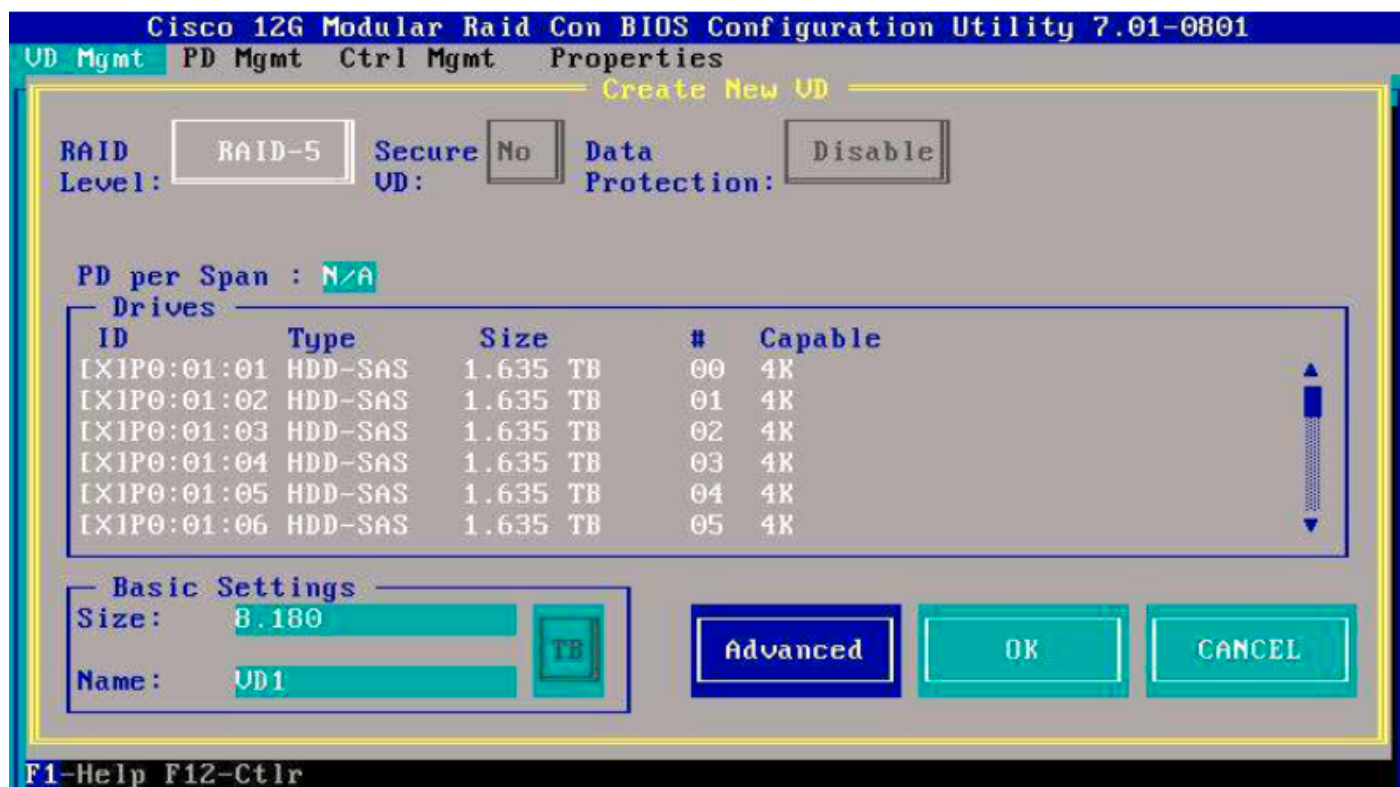 Cisco 12G Modular Raid Con BIOS Configuration Utility 7.01-0801
VD Mgmt PD Mgmt Ctrl Mgmt Properties
Create New VD
RAID Level: RAID-5 Secure VD: No Data Protection: Disable
PD per Span : N/A
Drives
ID Type Size # Capable
[X]P0:01:01 HDD-SAS 1.635 TB 00 4K
[X]P0:01:02 HDD-SAS 1.635 TB 01 4K
[X]P0:01:03 HDD-SAS 1.635 TB 02 4K
[X]P0:01:04 HDD-SAS 1.635 TB 03 4K
[X]P0:01:05 HDD-SAS 1.635 TB 04 4K
[X]P0:01:06 HDD-SAS 1.635 TB 05 4K
Basic Settings
Size: 8.180 TB
Name: VD1
Advanced OK CANCEL
F1-Help F12-Ctlr